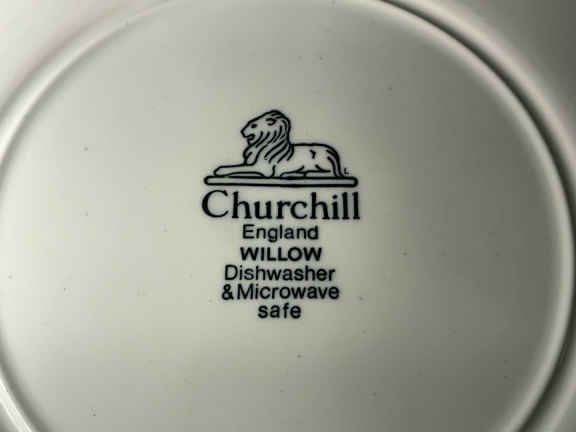 Churchill
England
WILLOW
Dishwasher
&Microwave
safe